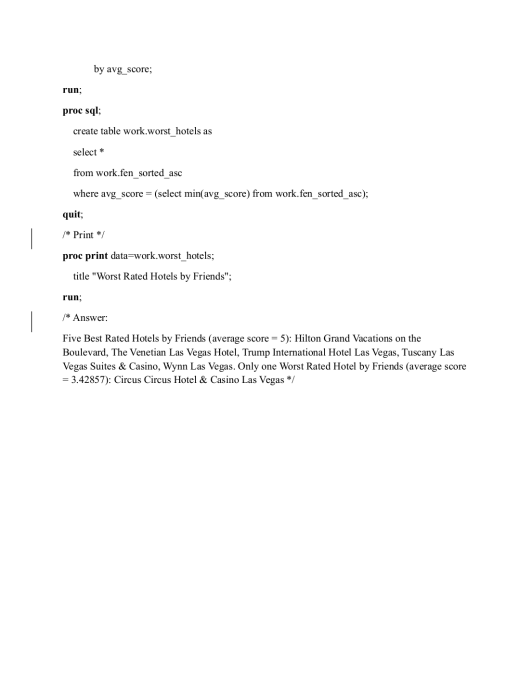 by avg_score;
run;
proc sql;
create table work.worst_hotels as
select *
from work.fen_sorted_asc
where avg_score = (select min(avg_score) from work.fen_sorted_asc);
quit;
/* Print */
proc print data=work.worst_hotels;
title "Worst Rated Hotels by Friends";
run;
/* Answer:
Five Best Rated Hotels by Friends (average score = 5): Hilton Grand Vacations on the
Boulevard, The Venetian Las Vegas Hotel, Trump International Hotel Las Vegas, Tuscany Las
Vegas Suites & Casino, Wynn Las Vegas. Only one Worst Rated Hotel by Friends (average score
= 3.42857): Circus Circus Hotel & Casino Las Vegas */